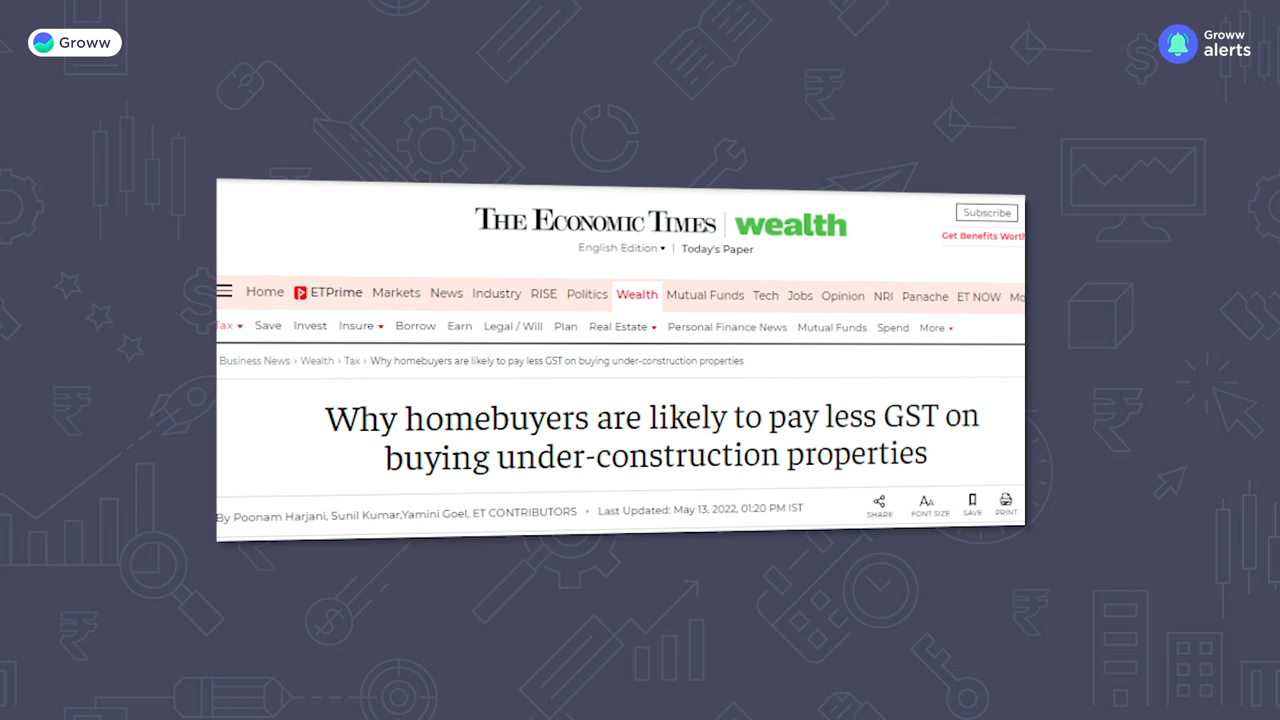 Groww
Groww
alerts
THE ECONOMIC TIMES | wealth
Subscribe
English Edition | Today's Paper
Get Benefits Worth
Home ETPrime Markets News Industry RISE Politics Wealth Mutual Funds Tech Jobs Opinion NRI Panache ET NOW
Tax Save Invest Insure Borrow Earn Legal / Will Plan Real Estate Personal Finance News Mutual Funds Spend More
Business News › Wealth › Tax › Why homebuyers are likely to pay less GST on buying under-construction properties
Why homebuyers are likely to pay less GST on
buying under-construction properties
By Poonam Harjani, Sunil Kumar,Yamini Goel, ET CONTRIBUTORS • Last Updated: May 13, 2022, 01:20 PM IST
SHARE FONT SIZE SAVE PRINT